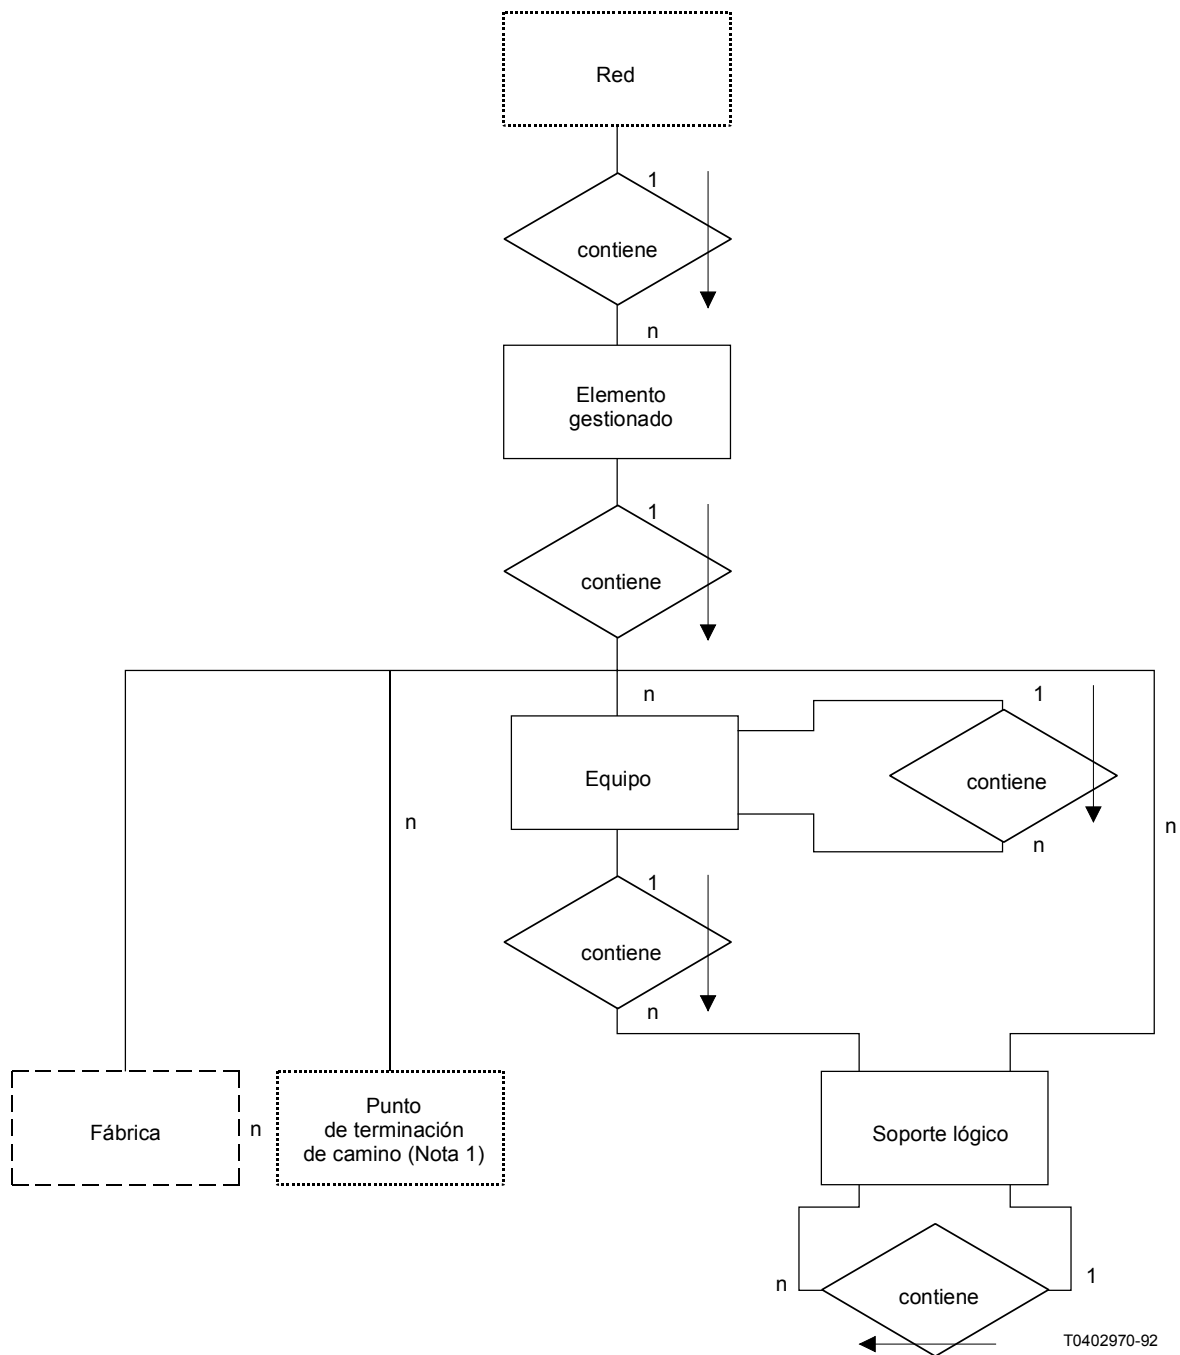 Red
1
contiene
n
Elemento
gestionado
1
contiene
n
1
Equipo
contiene
n
n
n
1
contiene
n
Fábrica
n
Punto
de terminación
de camino (Nota 1)
Soporte lógico
n
contiene
1
T0402970-92